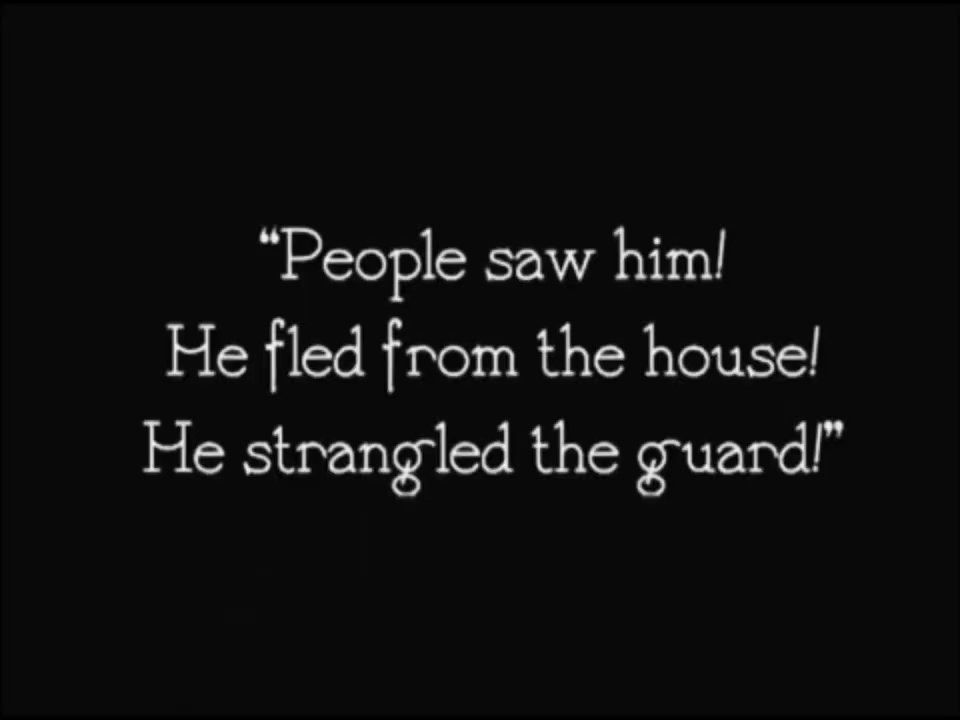 “People saw him!
He fled from the house!
He strangled the guard!”